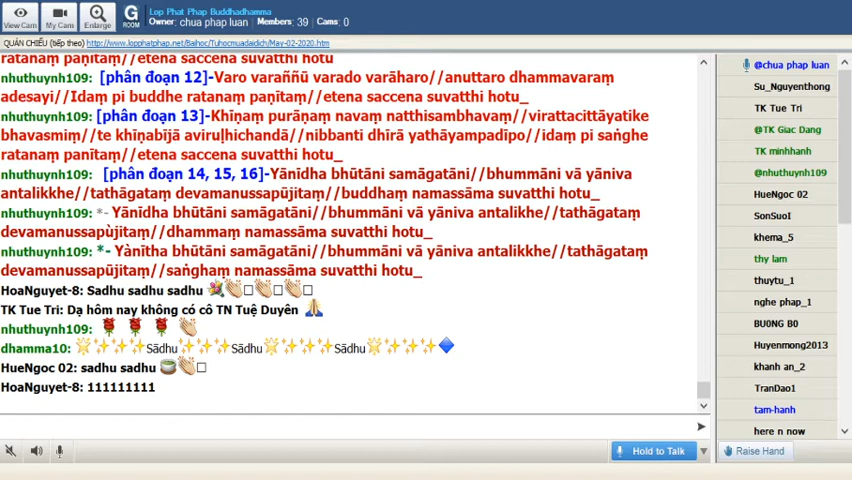 View Cam
My Cam
Enlarge
G
ROOM
Lop Phat Phap Buddhadhamma
Owner: chua phap luan Members: 39 Cams: 0
QUÁN CHIẾU (tiếp theo) http://www.lopphatphap.net/Baihoc/Tuhocmuadaidich/May-02-2020.htm
ratanaṃ paṇītaṃ//etena saccena suvatthi hotu
nhuthuynh109: [phân đoạn 12]-Varo varaññū varado varāharo//anuttaro dhammavaraṃ
adesayi//Idaṃ pi buddhe ratanaṃ paṇītaṃ//etena saccena suvatthi hotu_
nhuthuynh109: [phân đoạn 13]-Khīṇaṃ purāṇaṃ navaṃ natthisambhavaṃ//virattacittāyatike
bhavasmiṃ//te khīṇabījā aviruḷhichandā//nibbanti dhīrā yathāyampadīpo//idaṃ pi saṅghe
ratanaṃ panītaṃ//etena saccena suvatthi hotu_
nhuthuynh109: [phân đoạn 14, 15, 16]-Yānīdha bhūtāni samāgatāni//bhummāni vā yāniva
antalikkhe//tathāgataṃ devamanussapūjitaṃ//buddhaṃ namassāma suvatthi hotu_
nhuthuynh109: *- Yānīdha bhūtāni samāgatāni//bhummāni vā yāniva antalikhe//tathāgataṃ
devamanussapùjitaṃ//dhammaṃ namassāma suvatthi hotu_
nhuthuynh109: *- Yànītha bhūtāni samāgatāni//bhummāni vā yāniva antalikkhe//tathāgataṃ
devamanussapūjitaṃ//saṅghaṃ namassāma suvatthi hotu_
HoaNguyet-8: Sadhu sadhu sadhu 💐👏□👏□👏□
TK Tue Tri: Dạ hôm nay không có cô TN Tuệ Duyên 🙏
nhuthuynh109: 🌹 🌹 🌹 👏
dhamma10: 🌟✨✨✨Sādhu✨✨✨Sādhu🌟✨✨✨Sādhu🌟✨✨✨🔷
HueNgoc 02: sadhu sadhu 🍵👏□
HoaNguyet-8: 111111111
Hold to Talk
@chua phap luan
Su_Nguyenthong
TK Tue Tri
@TK Giac Dang
TK minhhanh
@nhuthuynh109
HueNgoc 02
SonSuoI
khema_5
thy lam
thuytu_1
nghe phap_1
BU0NG B0
Huyenmong2013
khanh an_2
TranDao1
tam-hanh
here n now
Raise Hand